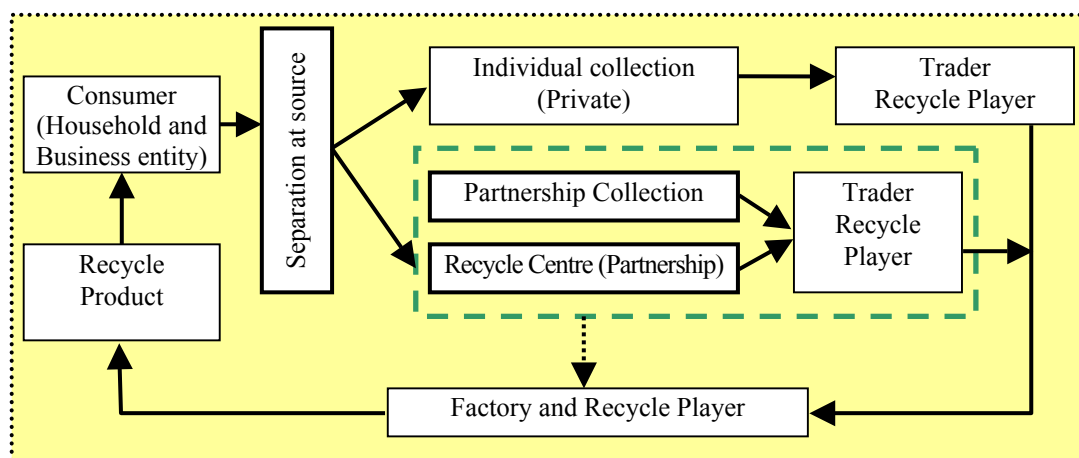 Consumer
(Household and
Business entity)
Separation at source
Individual collection
(Private)
Trader
Recycle Player
Partnership Collection
Recycle Centre (Partnership)
Trader
Recycle
Player
Recycle
Product
Factory and Recycle Player